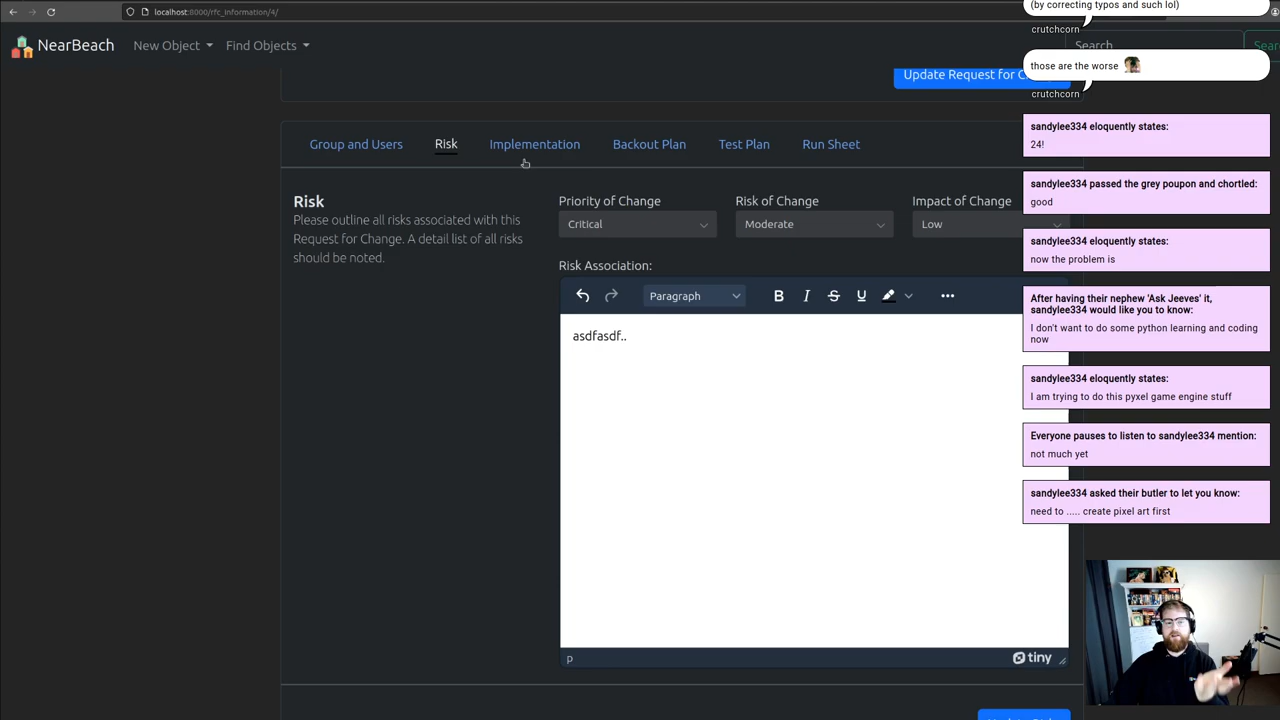 localhost:8000/rfc_information/4/
NearBeach
New Object
Find Objects
Search
Update Request for
Group and Users
Risk
Implementation
Backout Plan
Test Plan
Run Sheet
Risk
Please outline all risks associated with this
Request for Change. A detail list of all risks
should be noted.
Priority of Change
Critical
Risk of Change
Moderate
Impact of Change
Low
Risk Association:
Paragraph
B
I
S
U
asdfasdf..
p
tiny
(by correcting typos and such lol)
crutchcorn
those are the worse
crutchcorn
sandylee334 eloquently states:
24!
sandylee334 passed the grey poupon and chortled:
good
sandylee334 eloquently states:
now the problem is
After having their nephew 'Ask Jeeves' it,
sandylee334 would like you to know:
I don't want to do some python learning and coding
now
sandylee334 eloquently states:
I am trying to do this pyxel game engine stuff
Everyone pauses to listen to sandylee334 mention:
not much yet
sandylee334 asked their butler to let you know:
need to ..... create pixel art first